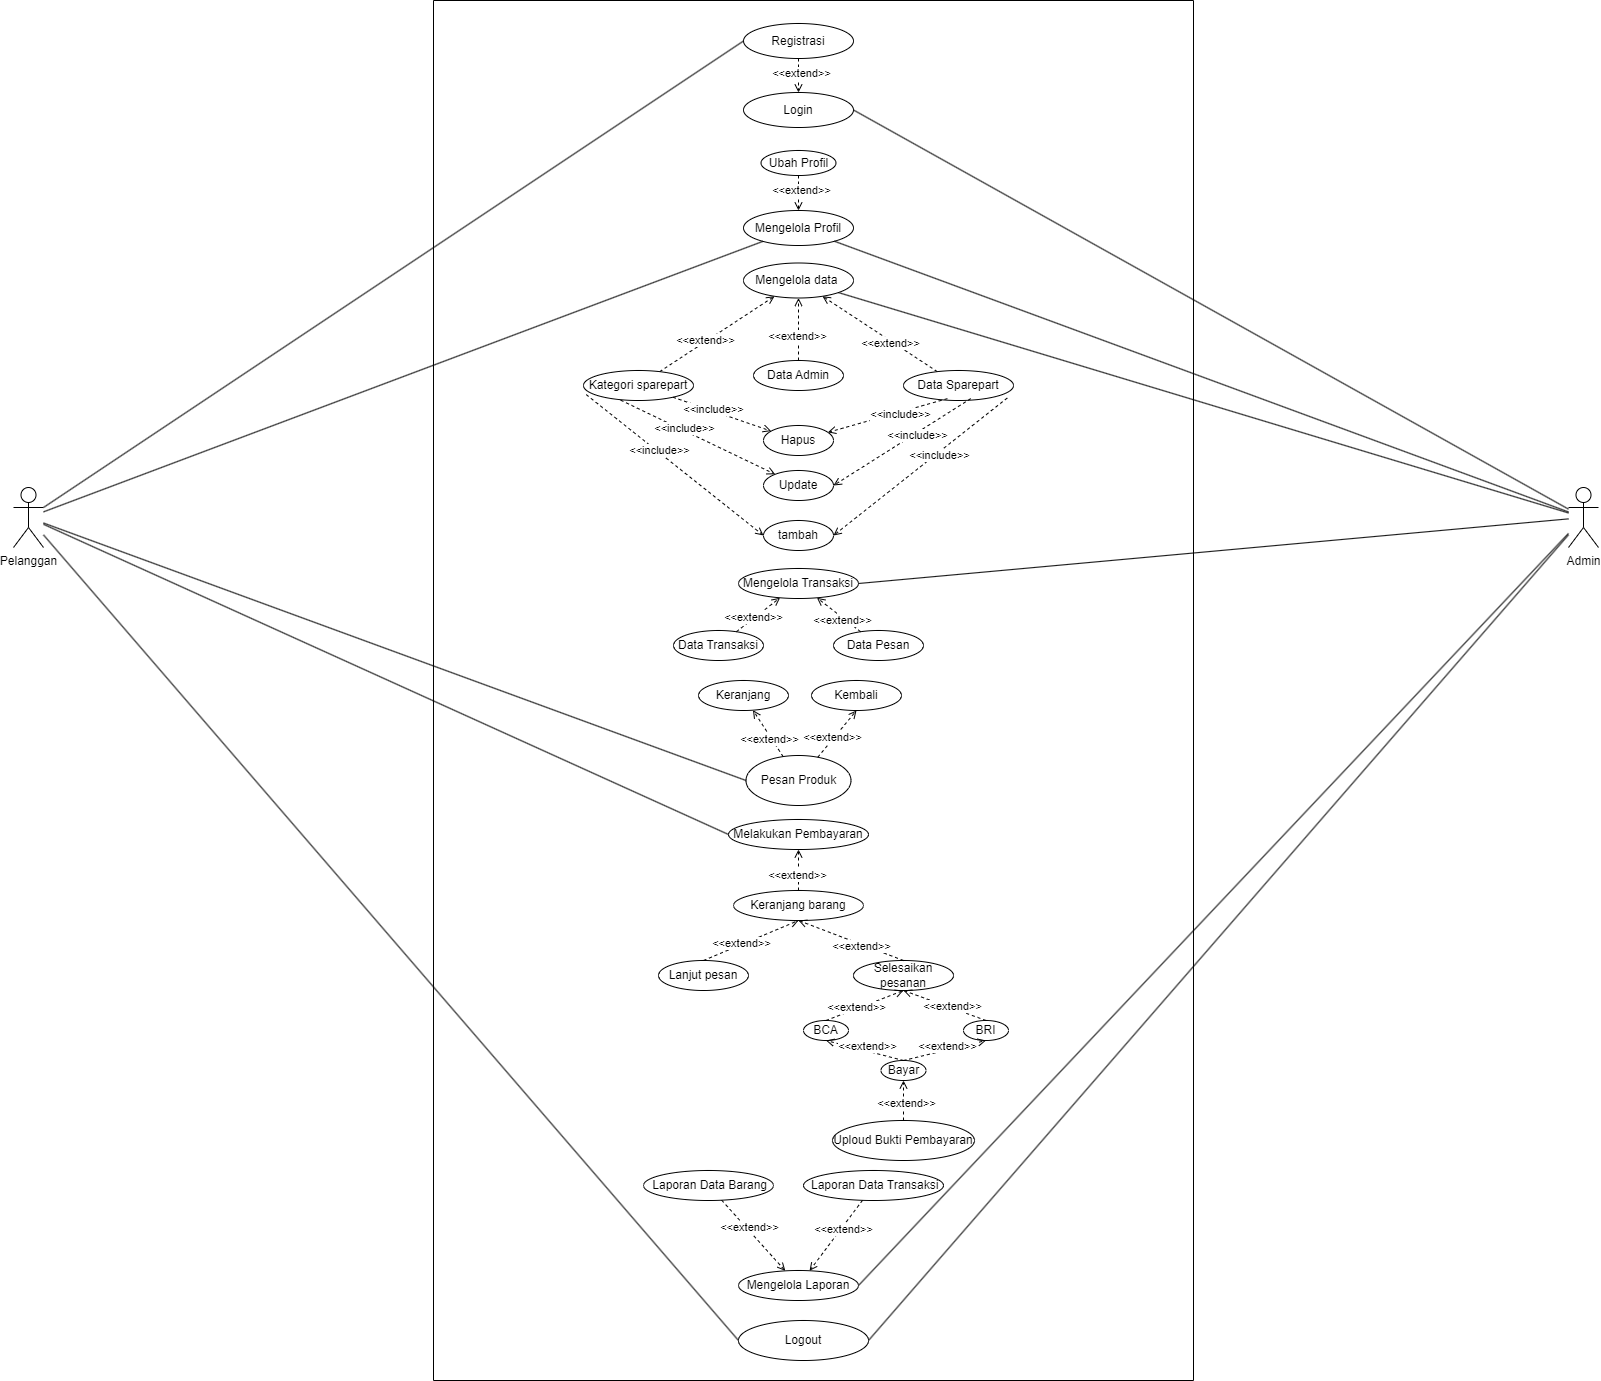 Registrasi
<<extend>>
Login
Ubah Profil
<<extend>>
Mengelola Profil
Mengelola data
<<extend>>
<<extend>>
<<extend>>
Kategori sparepart
Data Admin
Data Sparepart
<<include>>
<<include>>
<<include>>
<<include>>
Hapus
<<include>>
<<include>>
Update
tambah
Pelanggan
Admin
Mengelola Transaksi
<<extend>>
<<extend>>
Data Transaksi
Data Pesan
Keranjang
Kembali
<<extend>>
<<extend>>
Pesan Produk
Melakukan Pembayaran
<<extend>>
Keranjang barang
<<extend>>
<<extend>>
Lanjut pesan
Selesaikan
pesanan
<<extend>>
<<extend>>
BCA
BRI
<<extend>>
<<extend>>
Bayar
<<extend>>
Uploud Bukti Pembayaran
Laporan Data Barang
Laporan Data Transaksi
<<extend>>
<<extend>>
Mengelola Laporan
Logout